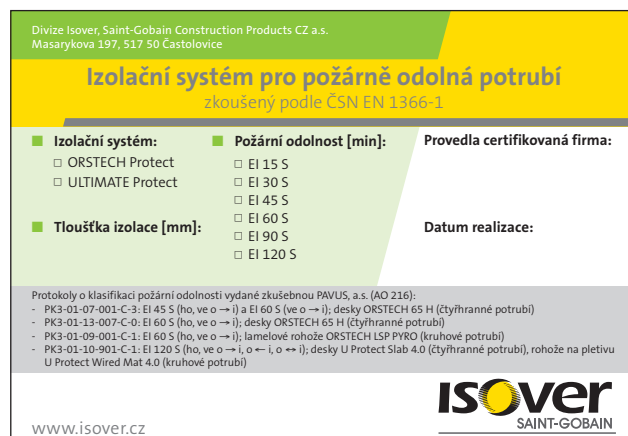 Divize Isover, Saint-Gobain Construction Products CZ a.s.
Masarykova 197, 517 50 Častolovice
Izolační systém pro požárně odolná potrubí
zkoušený podle ČSN EN 1366-1
Izolační systém:
□ ORSTECH Protect
□ ULTIMATE Protect
Tloušťka izolace [mm]:
Požární odolnost [min]:
□ EI 15 S
□ EI 30 S
□ EI 45 S
□ EI 60 S
□ EI 90 S
□ EI 120 S
Provedla certifikovaná firma:
Datum realizace:
Protokoly o klasifikaci požární odolnosti vydané zkušebnou PAVUS, a.s. (AO 216):
- PK3-01-07-001-C-3: EI 45 S (ho, ve o → i) a EI 60 S (ve o → i); desky ORSTECH 65 H (čtyřhranné potrubí)
- PK3-01-13-007-C-0: EI 60 S (ho, ve o → i); desky ORSTECH 65 H (čtyřhranné potrubí)
- PK3-01-09-001-C-1: EI 60 S (ho, ve o → i); lamelové rohože ORSTECH LSP PYRO (kruhové potrubí)
- PK3-01-10-901-C-1: EI 120 S (ho, ve o → i, o ← i, o ↔ i); desky U Protect Slab 4.0 (čtyřhranné potrubí), rohože na pletivu
U Protect Wired Mat 4.0 (kruhové potrubí)
www.isover.cz
isover
SAINT-GOBAIN